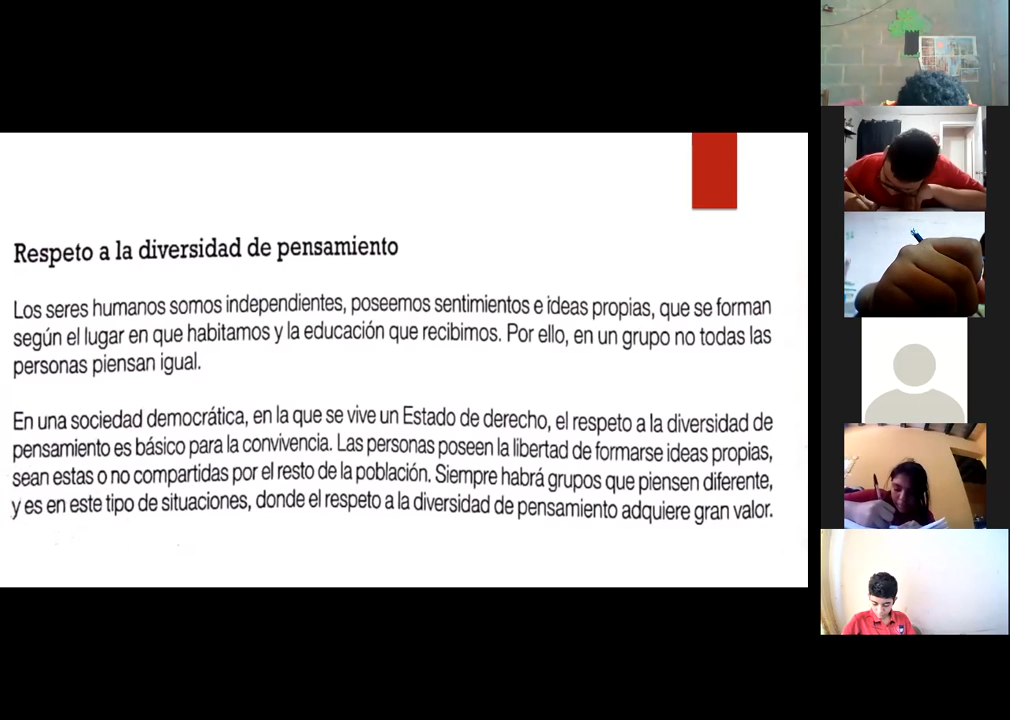 Respeto a la diversidad de pensamiento
Los seres humanos somos independientes, poseemos sentimientos e ideas propias, que se forman
según el lugar en que habitamos y la educación que recibimos. Por ello, en un grupo no todas las
personas piensan igual.
En una sociedad democrática, en la que se vive un Estado de derecho, el respeto a la diversidad de
pensamiento es básico para la convivencia. Las personas poseen la libertad de formarse ideas propias,
sean estas o no compartidas por el resto de la población. Siempre habrá grupos que piensen diferente,
y es en este tipo de situaciones, donde el respeto a la diversidad de pensamiento adquiere gran valor.